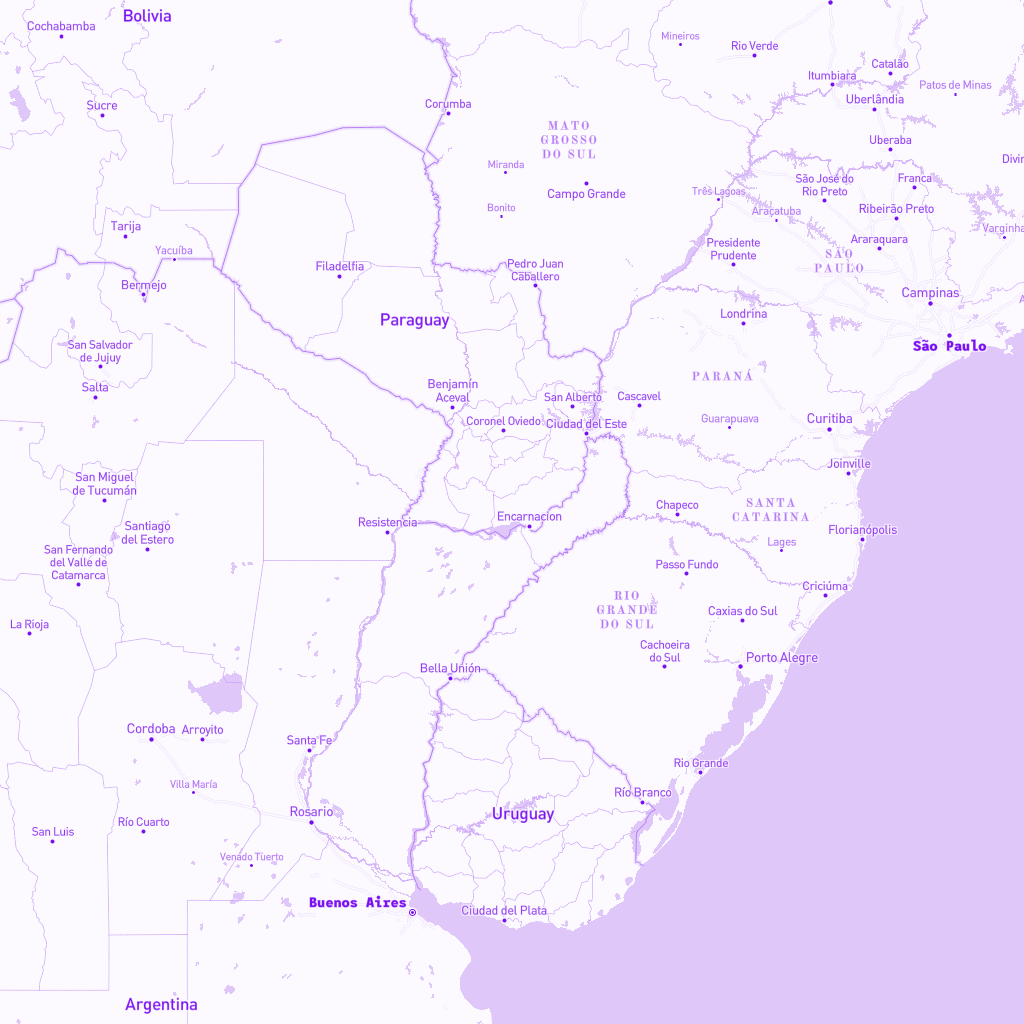 Bolivia
Cochabamba
Mineiros
Rio Verde
Catalão
Itumbiara
Patos de Minas
Sucre
Corumba
Uberlândia
MATO
GROSSO
DO SUL
Uberaba
Divir
Miranda
Campo Grande
Três Lagoas
São José do
Rio Preto
Franca
Bonito
Araçatuba
Ribeirão Preto
Tarija
Varginha
Yacuíba
Presidente
Prudente
Araraquara
SÃO
PAULO
Filadelfia
Pedro Juan
Caballero
Bermejo
Campinas
A
Paraguay
Londrina
São Paulo
San Salvador
de Jujuy
PARANÁ
Salta
Benjamín
Aceval
San Alberto
Cascavel
Coronel Oviedo
Ciudad del Este
Guarapuava
Curitiba
Joinville
San Miguel
de Tucumán
Chapeco
SANTA
CATARINA
Resistencia
Encarnacion
Santiago
del Estero
Florianópolis
Lages
San Fernando
del Valle de
Catamarca
Passo Fundo
Criciúma
RIO
GRANDE
DO SUL
Caxias do Sul
La Rioja
Cachoeira
do Sul
Porto Alegre
Bella Unión
Cordoba
Arroyito
Santa Fe
Rio Grande
Villa María
Río Branco
Rosario
Uruguay
Río Cuarto
San Luis
Venado Tuerto
Buenos Aires
Ciudad del Plata
Argentina